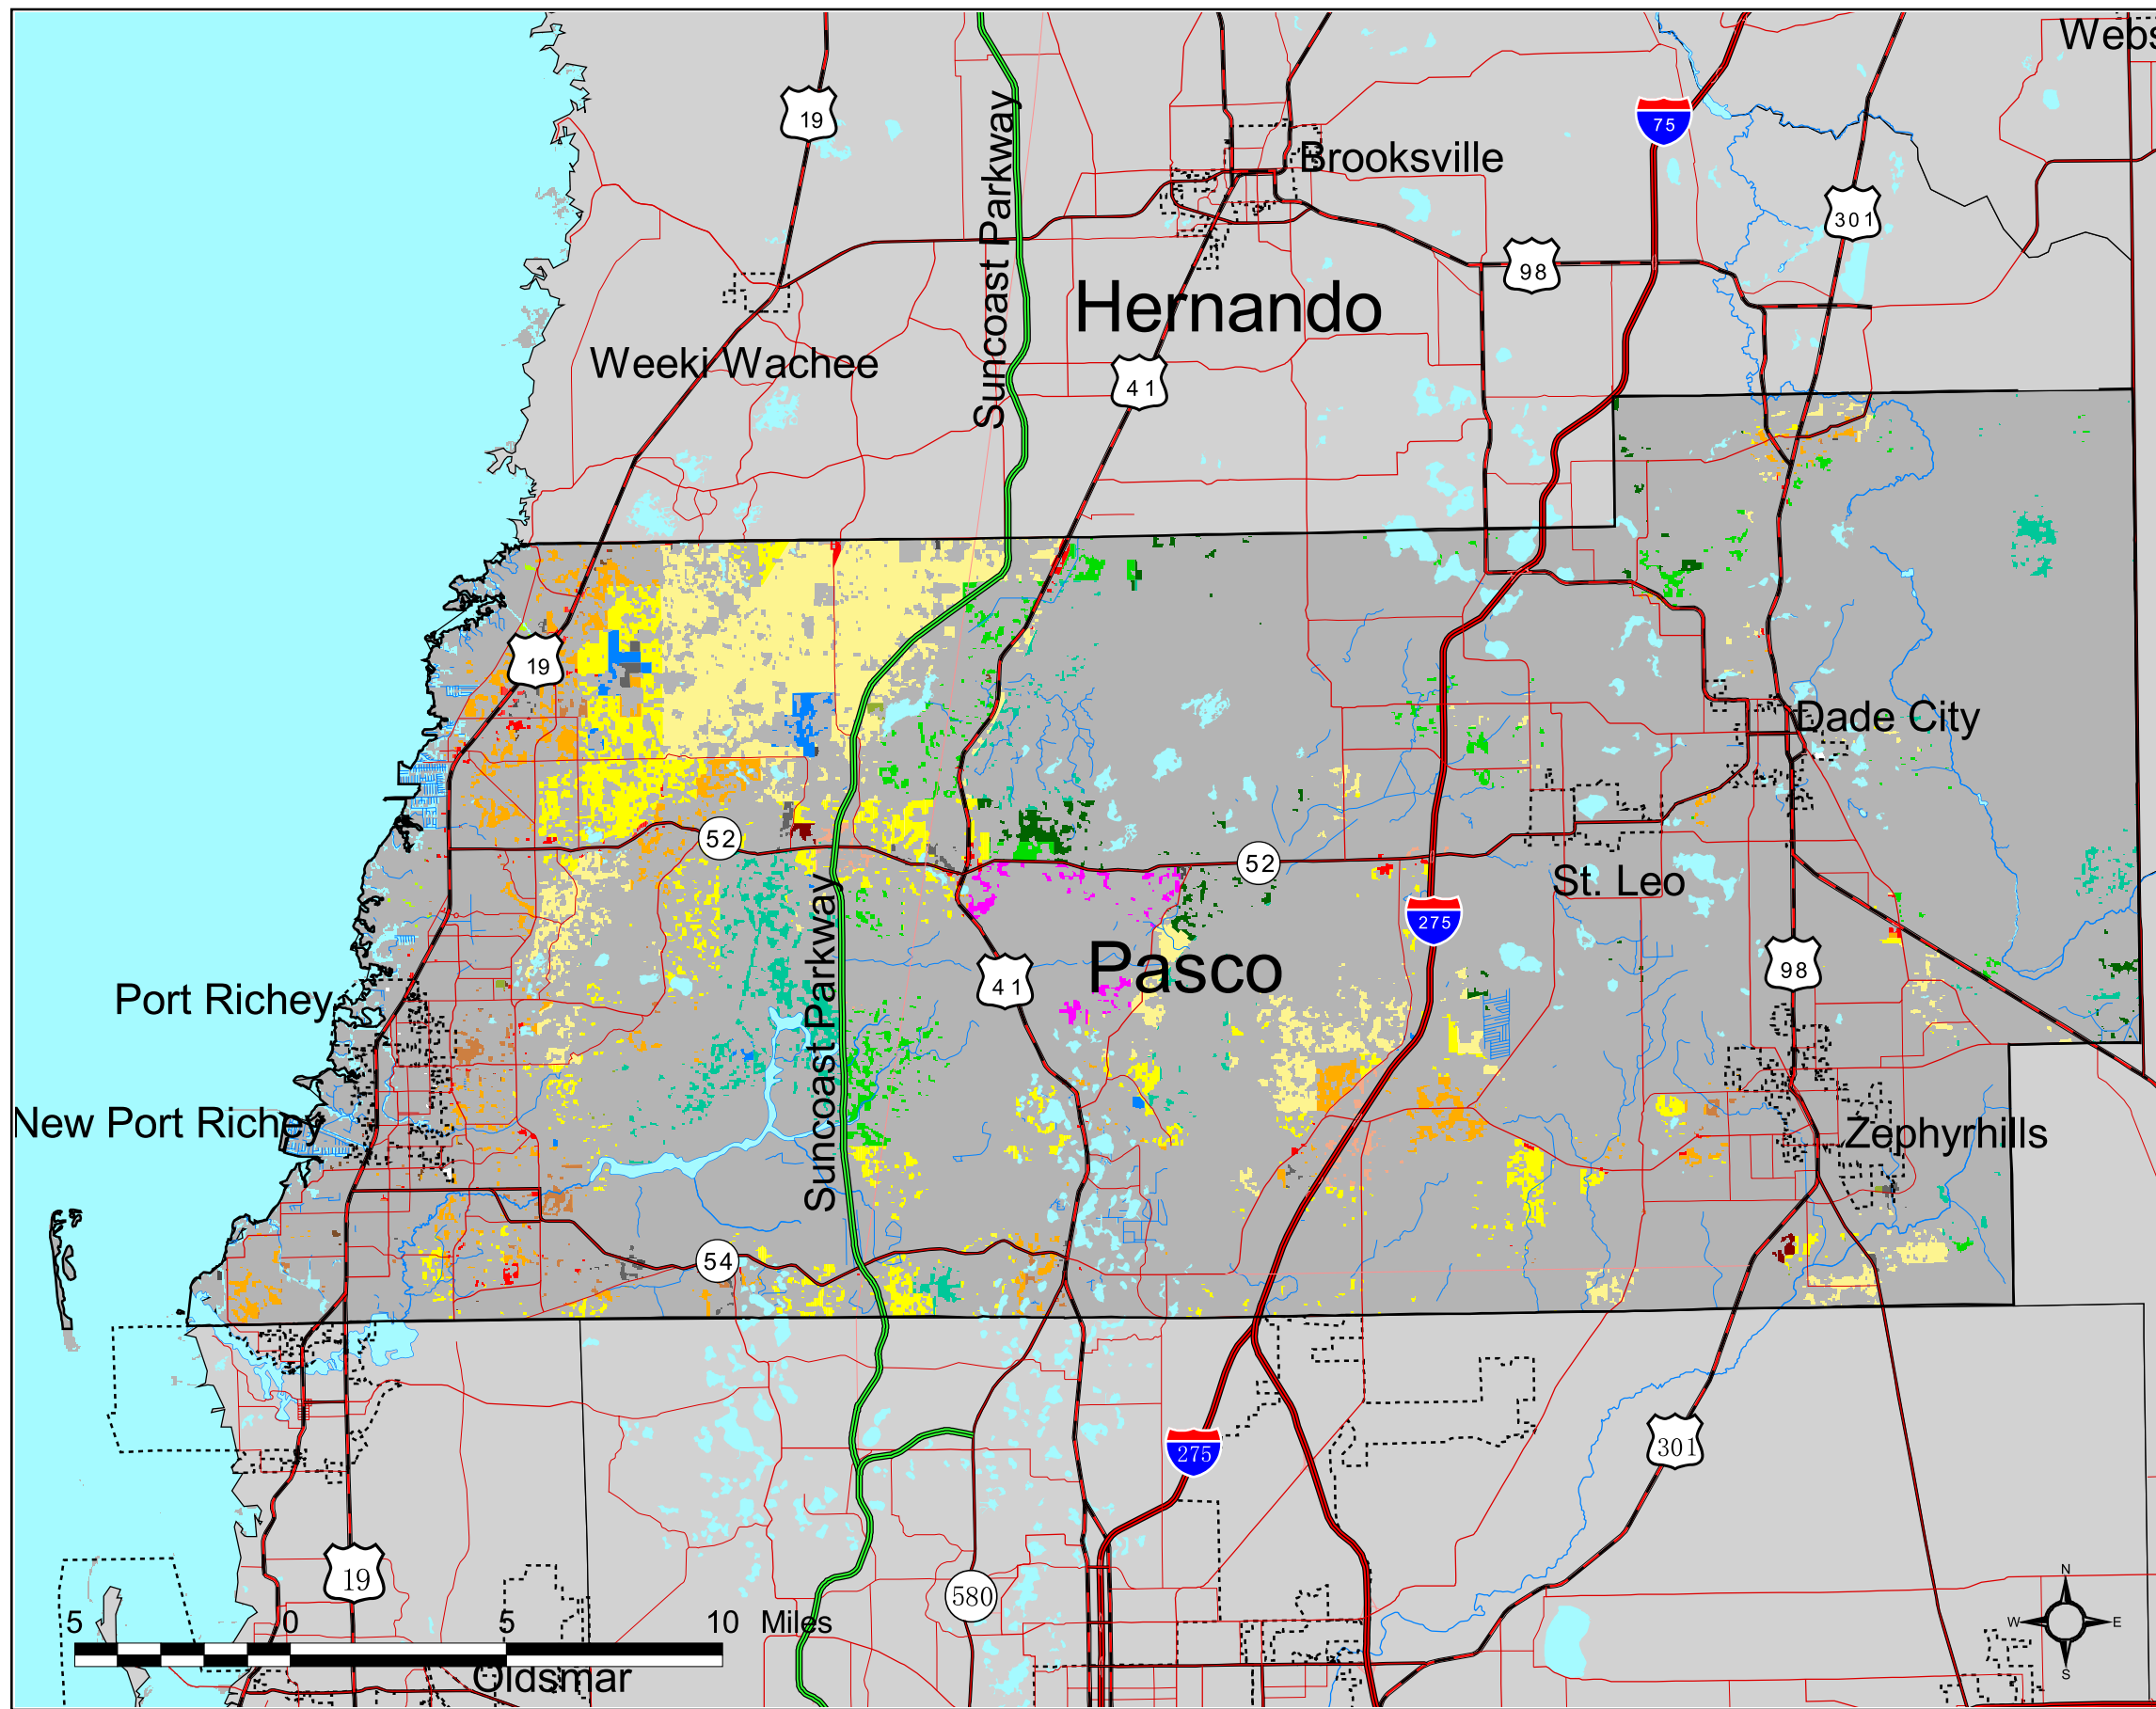 Webs
19
75
Suncoast Parkway
Brooksville
301
98
Hernando
Weeki Wachee
41
19
Dade City
52
52
St. Leo
275
Suncoast Parkway
Pasco
98
41
Port Richey
New Port Richey
Zephyrhills
54
275
301
19
580
N
W
E
S
5 0 5 10 Miles
Oldsmar